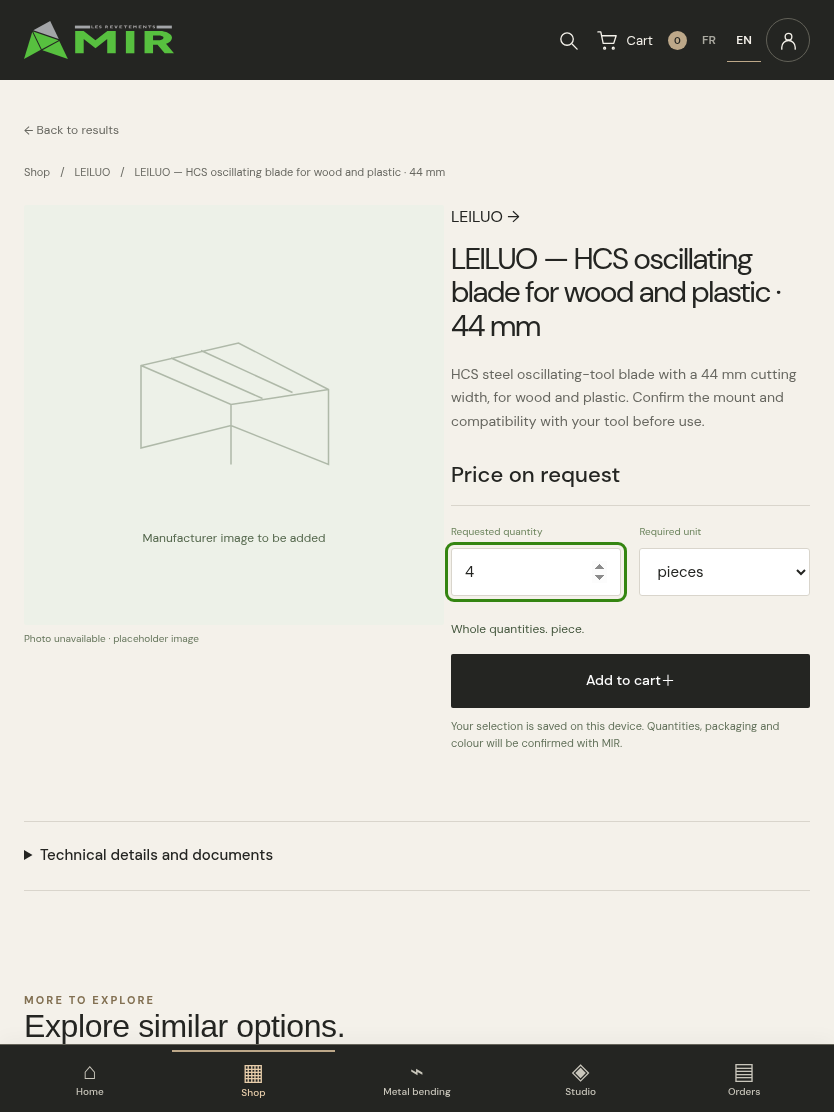 LES REVÊTEMENTS
MIR
Cart 0 FR EN
← Back to results
Shop / LEILUO / LEILUO — HCS oscillating blade for wood and plastic · 44 mm
Manufacturer image to be added
Photo unavailable · placeholder image
LEILUO →
LEILUO — HCS oscillating
blade for wood and plastic ·
44 mm
HCS steel oscillating-tool blade with a 44 mm cutting
width, for wood and plastic. Confirm the mount and
compatibility with your tool before use.
Price on request
Requested quantity Required unit
4 pieces
Whole quantities. piece.
Add to cart+
Your selection is saved on this device. Quantities, packaging and
colour will be confirmed with MIR.
Technical details and documents
MORE TO EXPLORE
Explore similar options.
Home Shop Metal bending Studio Orders